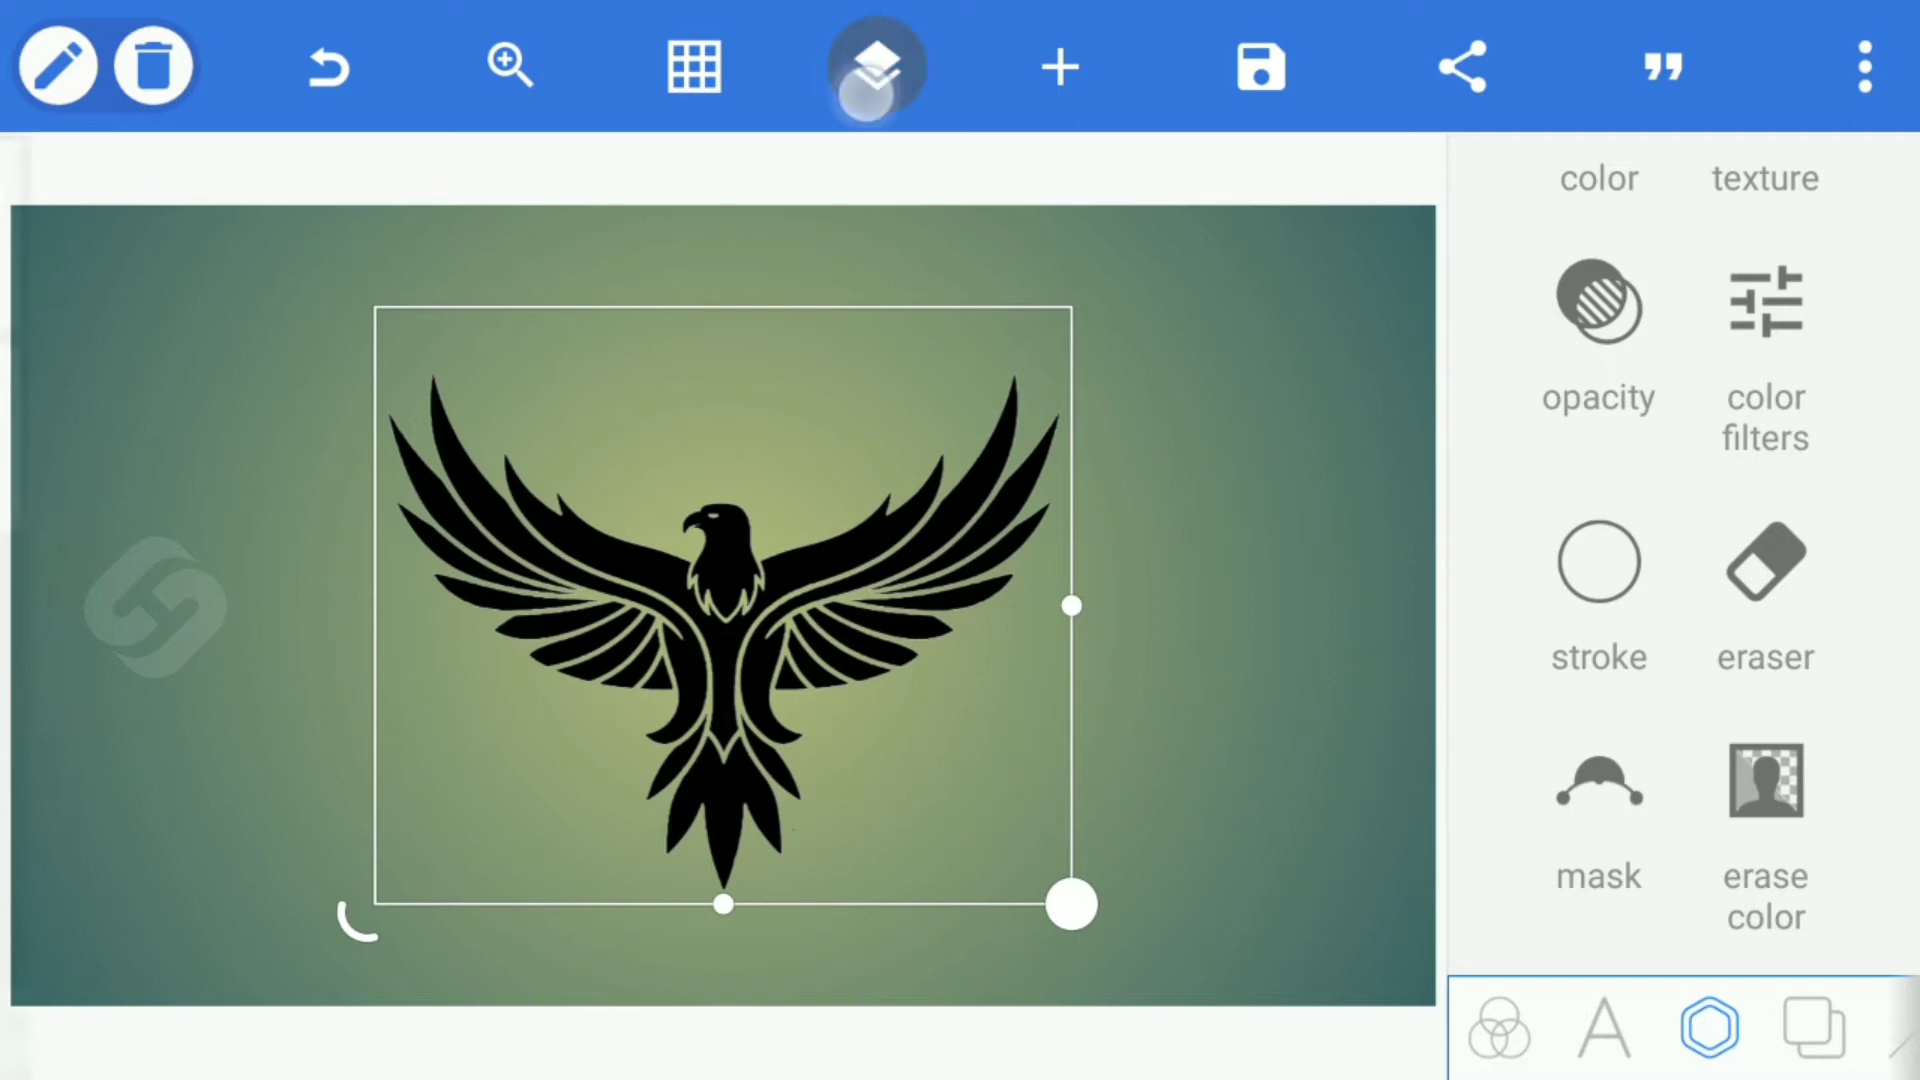 color texture
opacity color
filters
stroke eraser
mask erase
color